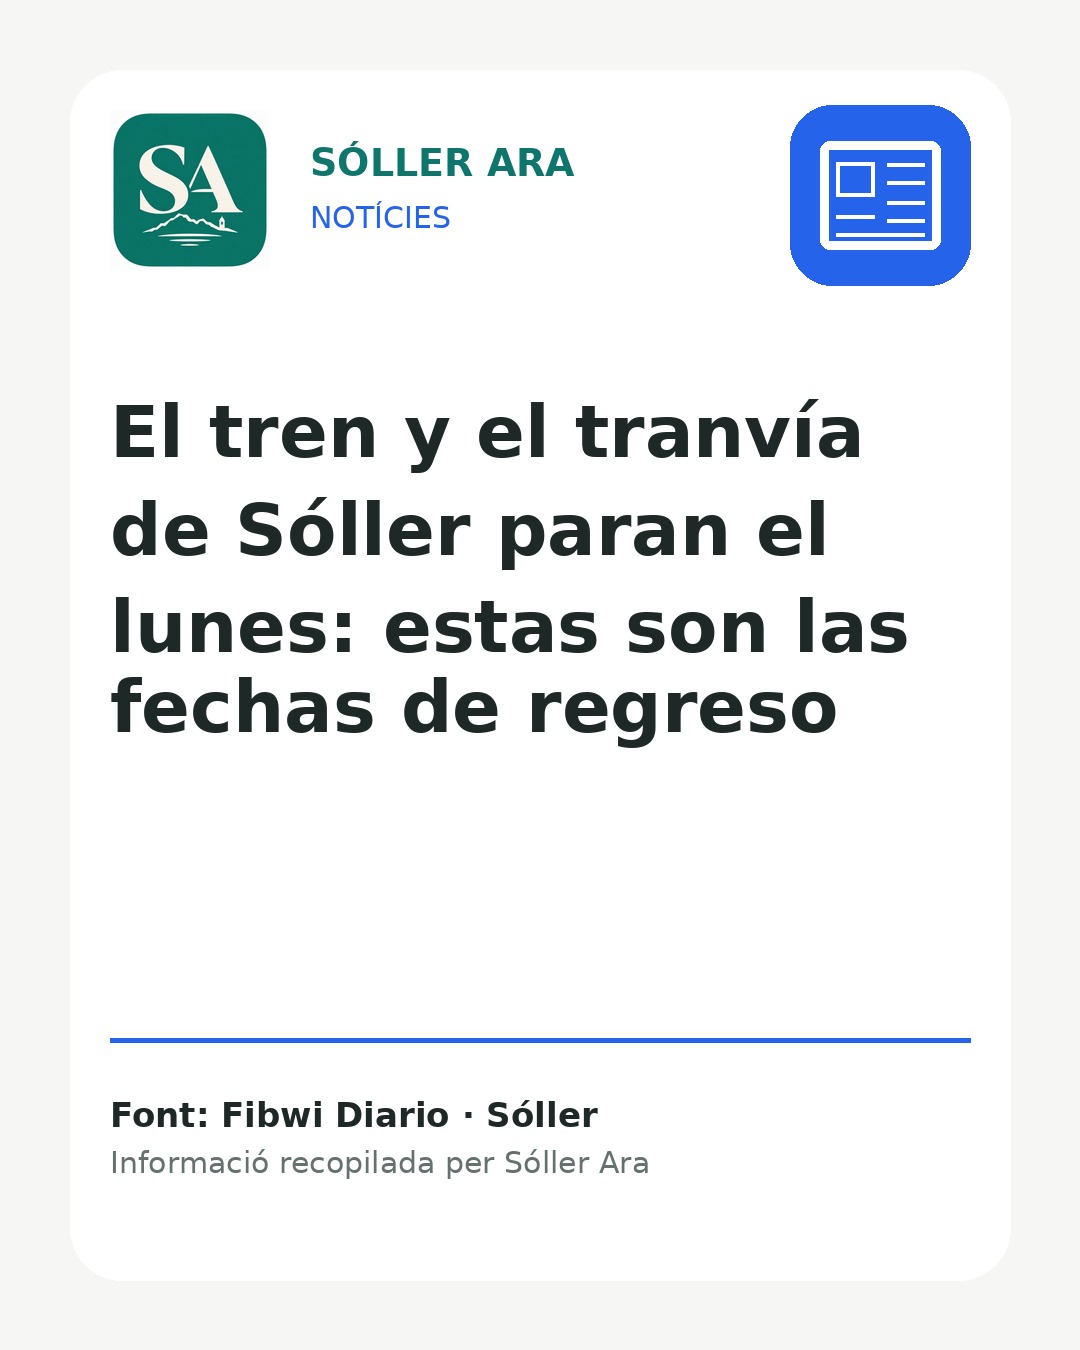 SA
SÓLLER ARA
NOTÍCIES
El tren y el tranvía
de Sóller paran el
lunes: estas son las
fechas de regreso
Font: Fibwi Diario · Sóller
Informació recopilada per Sóller Ara